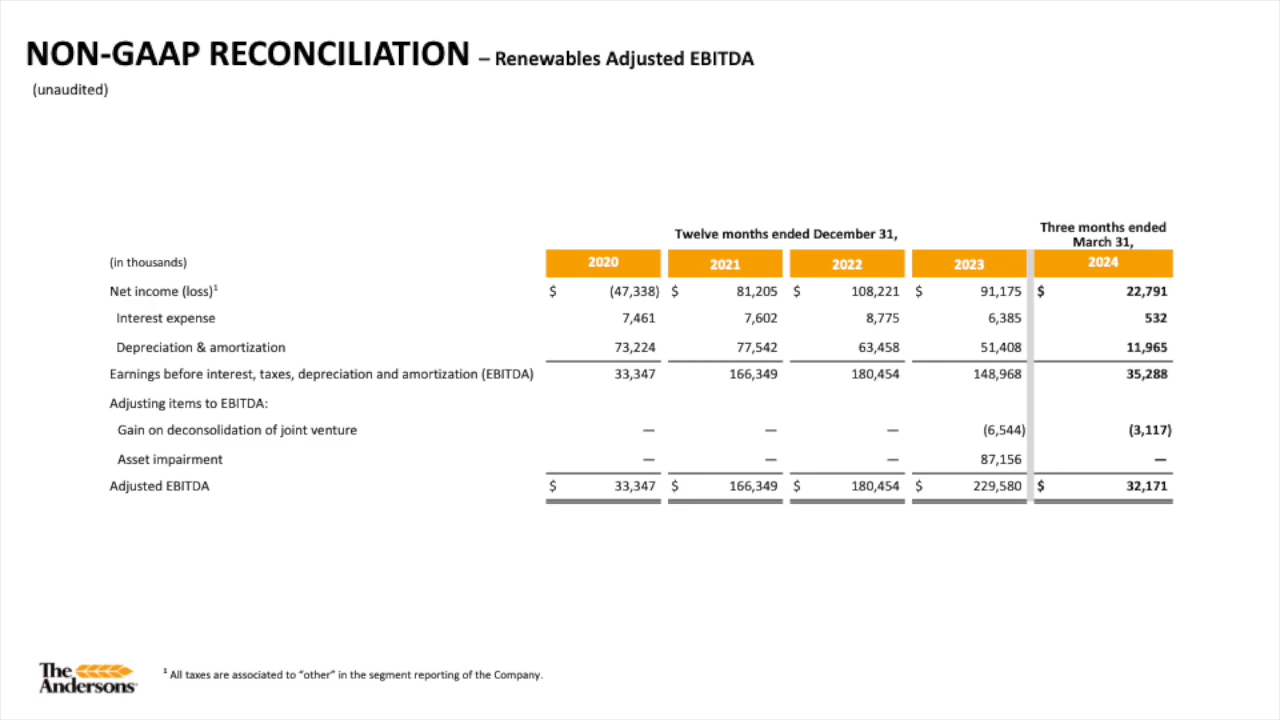 NON-GAAP RECONCILIATION – Renewables Adjusted EBITDA
(unaudited)
Twelve months ended December 31,
Three months ended
March 31,
(in thousands) 2020 2021 2022 2023 2024
Net income (loss)¹ $ (47,338) $ 81,205 $ 108,221 $ 91,175 $ 22,791
Interest expense 7,461 7,602 8,775 6,385 532
Depreciation & amortization 73,224 77,542 63,458 51,408 11,965
Earnings before interest, taxes, depreciation and amortization (EBITDA) 33,347 166,349 180,454 148,968 35,288
Adjusting items to EBITDA:
Gain on deconsolidation of joint venture — — — (6,544) (3,117)
Asset impairment — — — 87,156 —
Adjusted EBITDA $ 33,347 $ 166,349 $ 180,454 $ 229,580 $ 32,171
The
Andersons
¹ All taxes are associated to “other” in the segment reporting of the Company.